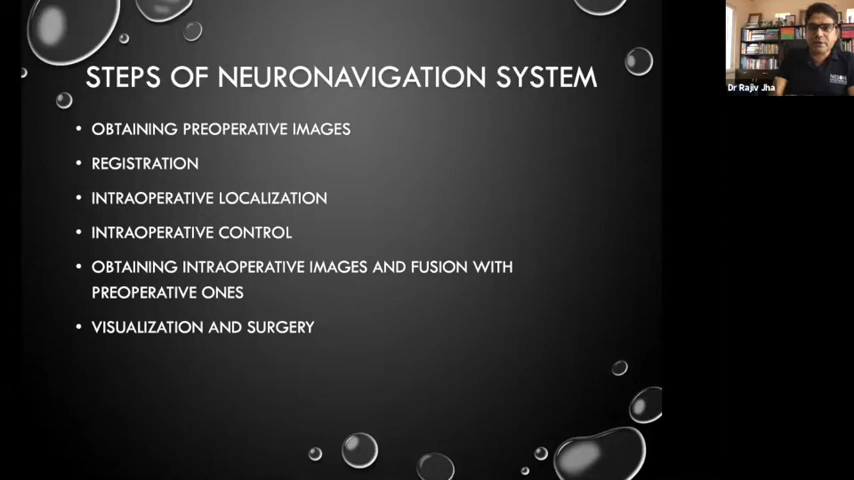 STEPS OF NEURONAVIGATION SYSTEM
• OBTAINING PREOPERATIVE IMAGES
• REGISTRATION
• INTRAOPERATIVE LOCALIZATION
• INTRAOPERATIVE CONTROL
• OBTAINING INTRAOPERATIVE IMAGES AND FUSION WITH
PREOPERATIVE ONES
• VISUALIZATION AND SURGERY
Dr Rajiv Jha